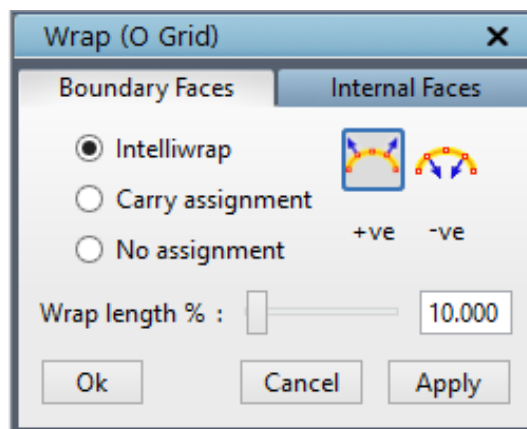 Wrap (O Grid)
Boundary Faces Internal Faces
Intelliwrap
Carry assignment
No assignment
+ve -ve
Wrap length % : 10.000
Ok Cancel Apply